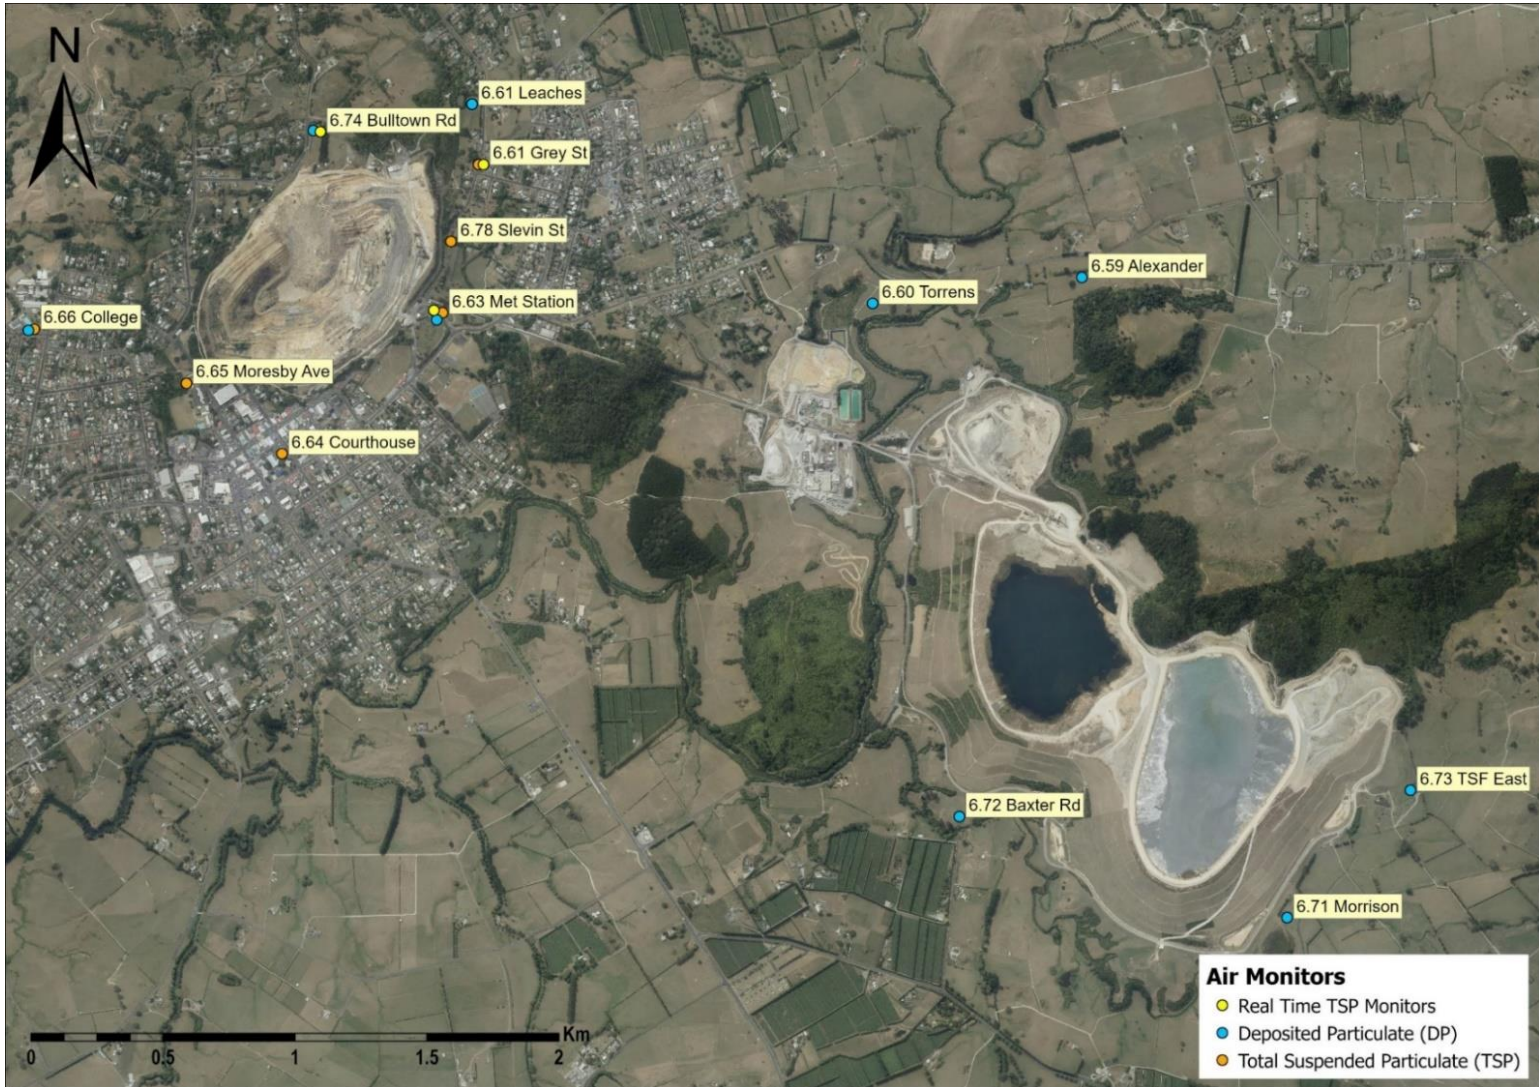 N
6.61 Leaches
6.74 Bulltown Rd
6.61 Grey St
6.78 Slevin St
6.59 Alexander
6.60 Torrens
6.63 Met Station
6.66 College
6.65 Moresby Ave
6.64 Courthouse
6.73 TSF East
6.72 Baxter Rd
6.71 Morrison
Air Monitors
Real Time TSP Monitors
Deposited Particulate (DP)
Total Suspended Particulate (TSP)
Km
0 0.5 1 1.5 2